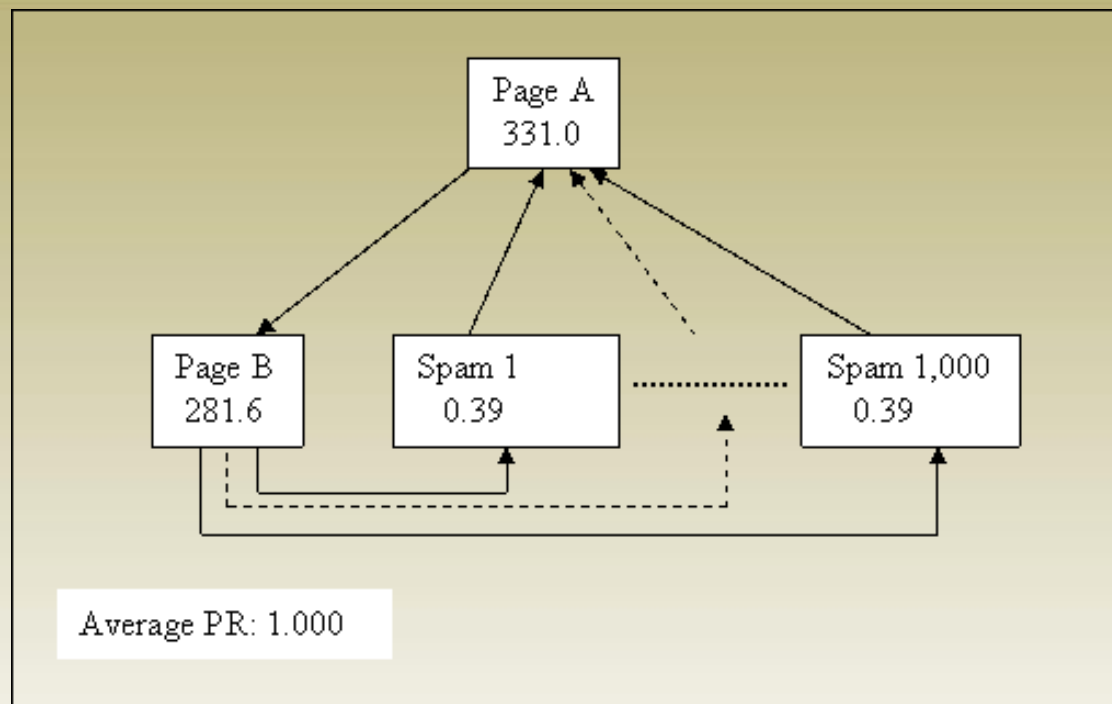 Page A
331.0
Page B
281.6
Spam 1
0.39
Spam 1,000
0.39
Average PR: 1.000